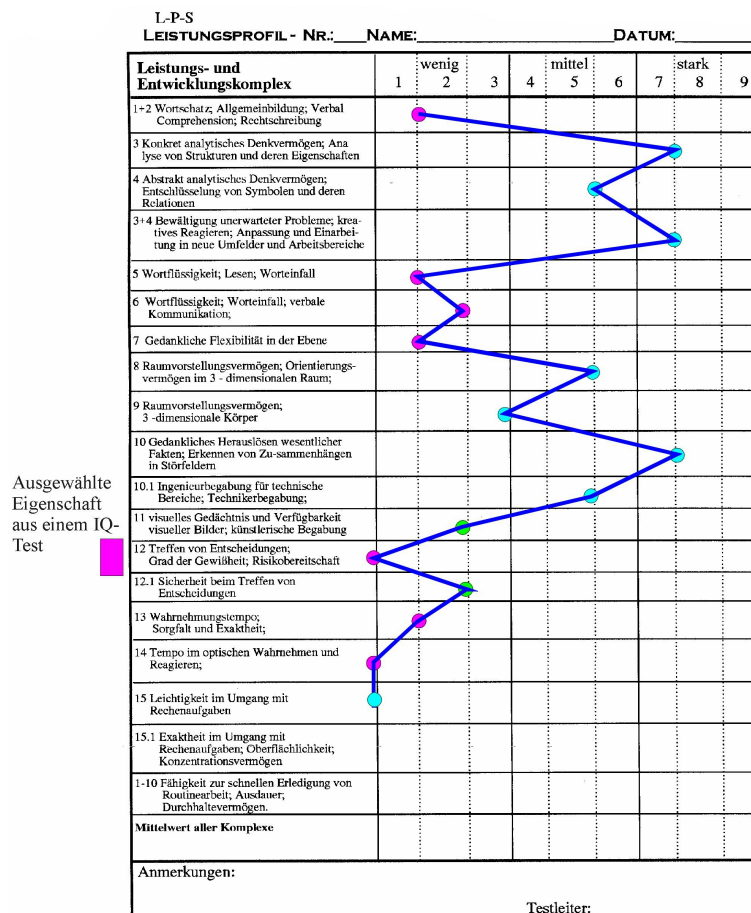 L-P-S
LEISTUNGSPROFIL - NR.:___NAME:__________________DATUM:_______
Leistungs- und
Entwicklungskomplex
wenig mittel stark
1 2 3 4 5 6 7 8 9
1+2 Wortschatz; Allgemeinbildung; Verbal
Comprehension; Rechtschreibung
3 Konkret analytisches Denkvermögen; Ana
lyse von Strukturen und deren Eigenschaften
4 Abstrakt analytisches Denkvermögen;
Entschlüsselung von Symbolen und deren
Relationen
3+4 Bewältigung unerwarteter Probleme; krea-
tives Reagieren; Anpassung und Einarbei-
tung in neue Umfelder und Arbeitsbereiche
5 Wortflüssigkeit; Lesen; Worteinfall
6 Wortflüssigkeit; Worteinfall; verbale
Kommunikation;
7 Gedankliche Flexibilität in der Ebene
8 Raumvorstellungsvermögen; Orientierungs-
vermögen im 3 - dimensionalen Raum;
9 Raumvorstellungsvermögen;
3 -dimensionale Körper
10 Gedankliches Herauslösen wesentlicher
Fakten; Erkennen von Zu-sammenhängen
in Störfeldern
10.1 Ingenieurbegabung für technische
Bereiche; Technikerbegabung;
11 visuelles Gedächtnis und Verfügbarkeit
visueller Bilder; künstlerische Begabung
12 Treffen von Entscheidungen;
Grad der Gewißheit; Risikobereitschaft
12.1 Sicherheit beim Treffen von
Entscheidungen
13 Wahrnehmungstempo;
Sorgfalt und Exaktheit;
14 Tempo im optischen Wahrnehmen und
Reagieren;
15 Leichtigkeit im Umgang mit
Rechenaufgaben
15.1 Exaktheit im Umgang mit
Rechenaufgaben; Oberflächlichkeit;
Konzentrationsvermögen
1-10 Fähigkeit zur schnellen Erledigung von
Routinearbeit; Ausdauer;
Durchhaltevermögen.
Mittelwert aller Komplexe
Anmerkungen:
Testleiter:
Ausgewählte
Eigenschaft
aus einem IQ-
Test